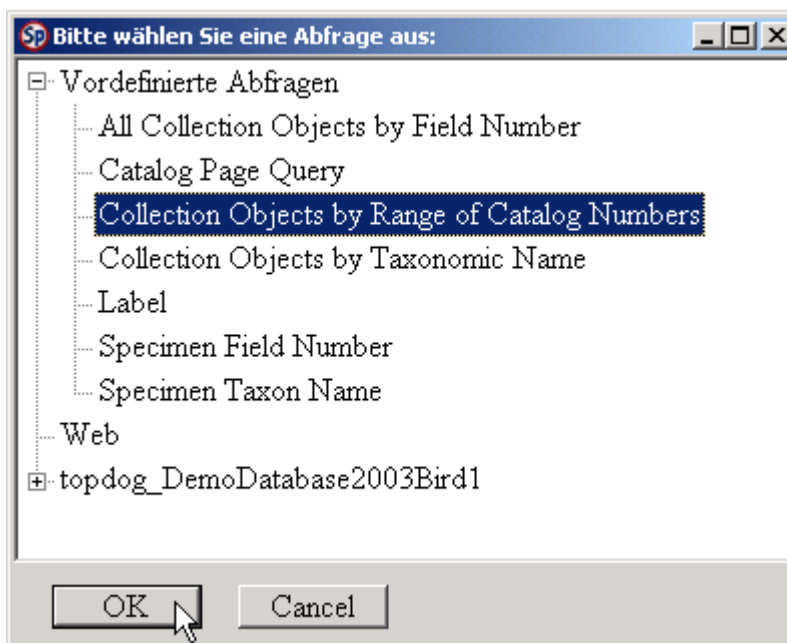 Sp Bitte wählen Sie eine Abfrage aus:
Vordefinierte Abfragen
All Collection Objects by Field Number
Catalog Page Query
Collection Objects by Range of Catalog Numbers
Collection Objects by Taxonomic Name
Label
Specimen Field Number
Specimen Taxon Name
Web
topdog_DemoDatabase2003Bird1
OK Cancel